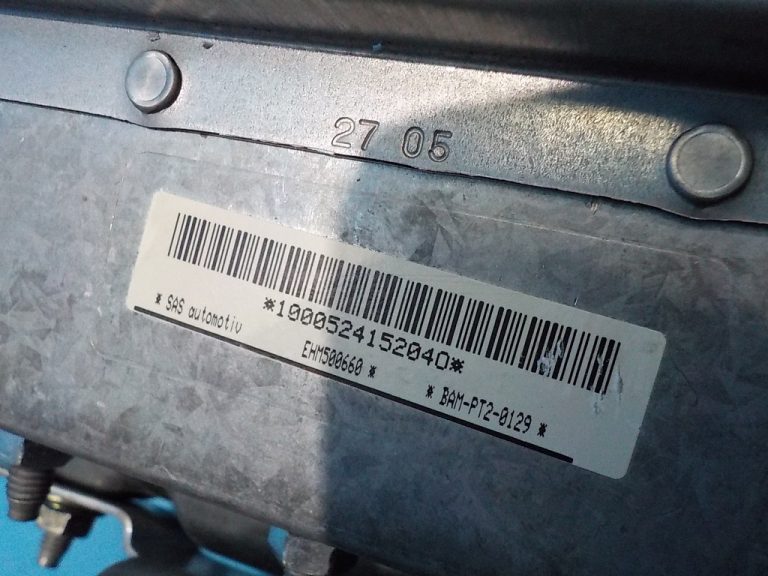 27 05
*1000524152040*
* SAS automotiv
EHM500660 *
* BAM-PT2-0129 *